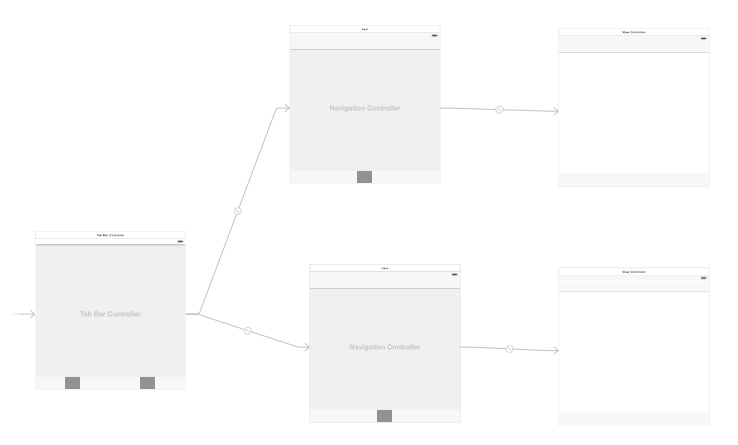 Item
Navigation Controller
View Controller
Tab Bar Controller
Tab Bar Controller
Item
Navigation Controller
View Controller